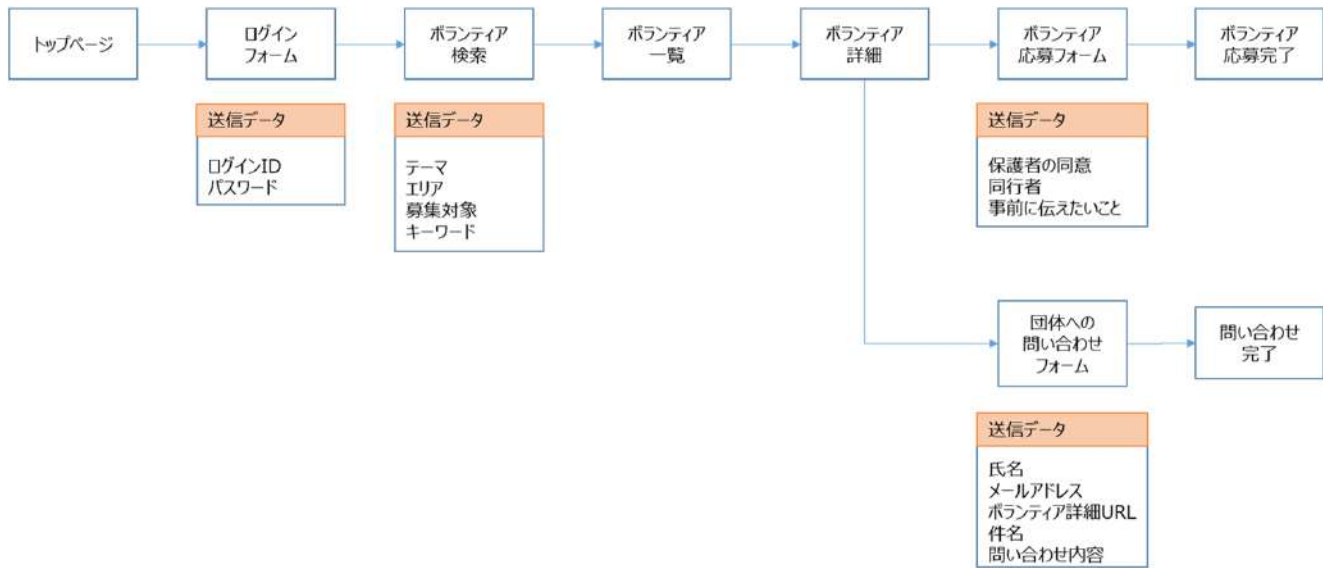 トップページ
ログイン
フォーム
ボランティア
検索
ボランティア
一覧
ボランティア
詳細
ボランティア
応募フォーム
ボランティア
応募完了
送信データ
ログインID
パスワード
送信データ
テーマ
エリア
募集対象
キーワード
送信データ
保護者の同意
同行者
事前に伝えたいこと
団体への
問い合わせ
フォーム
問い合わせ
完了
送信データ
氏名
メールアドレス
ボランティア詳細URL
件名
問い合わせ内容